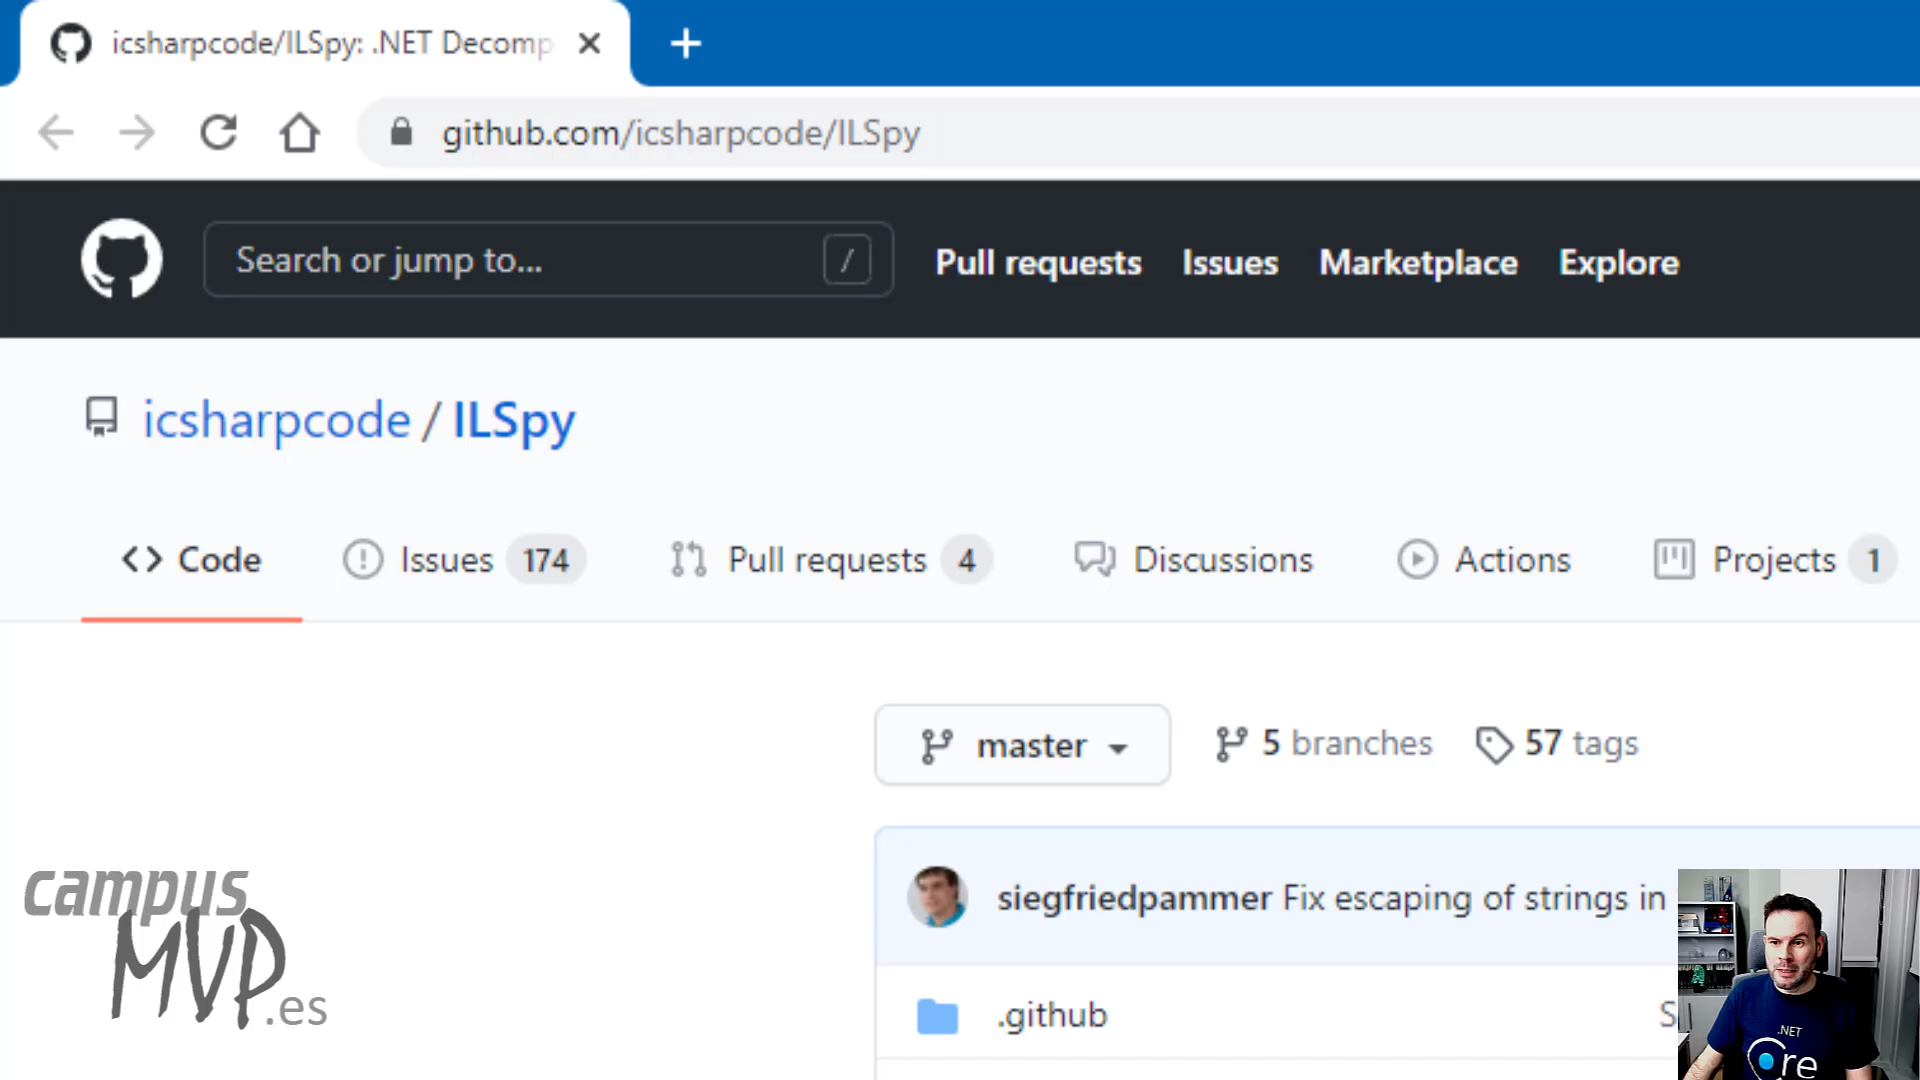 icsharpcode/ILSpy: .NET Decomp
github.com/icsharpcode/ILSpy
Search or jump to... /
Pull requests Issues Marketplace Explore
icsharpcode / ILSpy
Code Issues 174 Pull requests 4 Discussions Actions Projects 1
master 5 branches 57 tags
siegfriedpammer Fix escaping of strings in
.github S
campus
MVP.es
.NET
Core